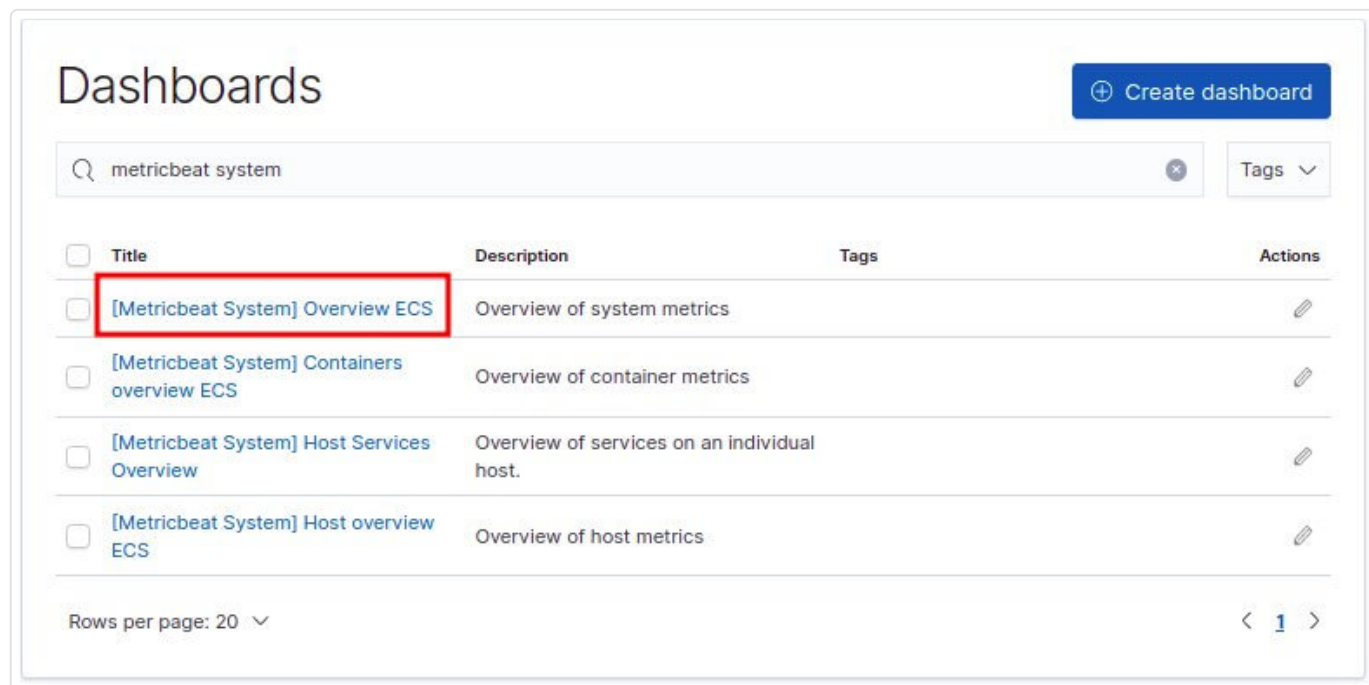 Dashboards
Create dashboard
metricbeat system
Tags
Title Description Tags Actions
[Metricbeat System] Overview ECS Overview of system metrics
[Metricbeat System] Containers
overview ECS
Overview of container metrics
[Metricbeat System] Host Services
Overview
Overview of services on an individual
host.
[Metricbeat System] Host overview
ECS
Overview of host metrics
Rows per page: 20
1